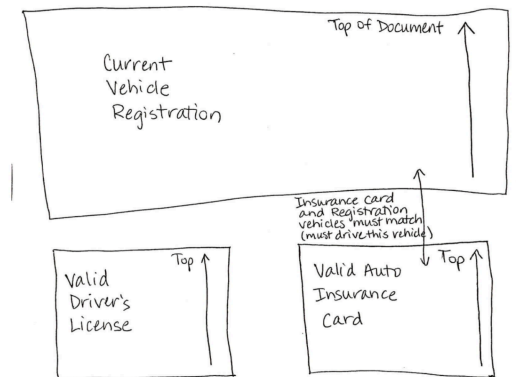 Top of Document
Current
Vehicle
Registration
Insurance card
and Registration
vehicles must match
(must drive this vehicle)
Top
Valid
Driver's
License
Top
Valid Auto
Insurance
Card